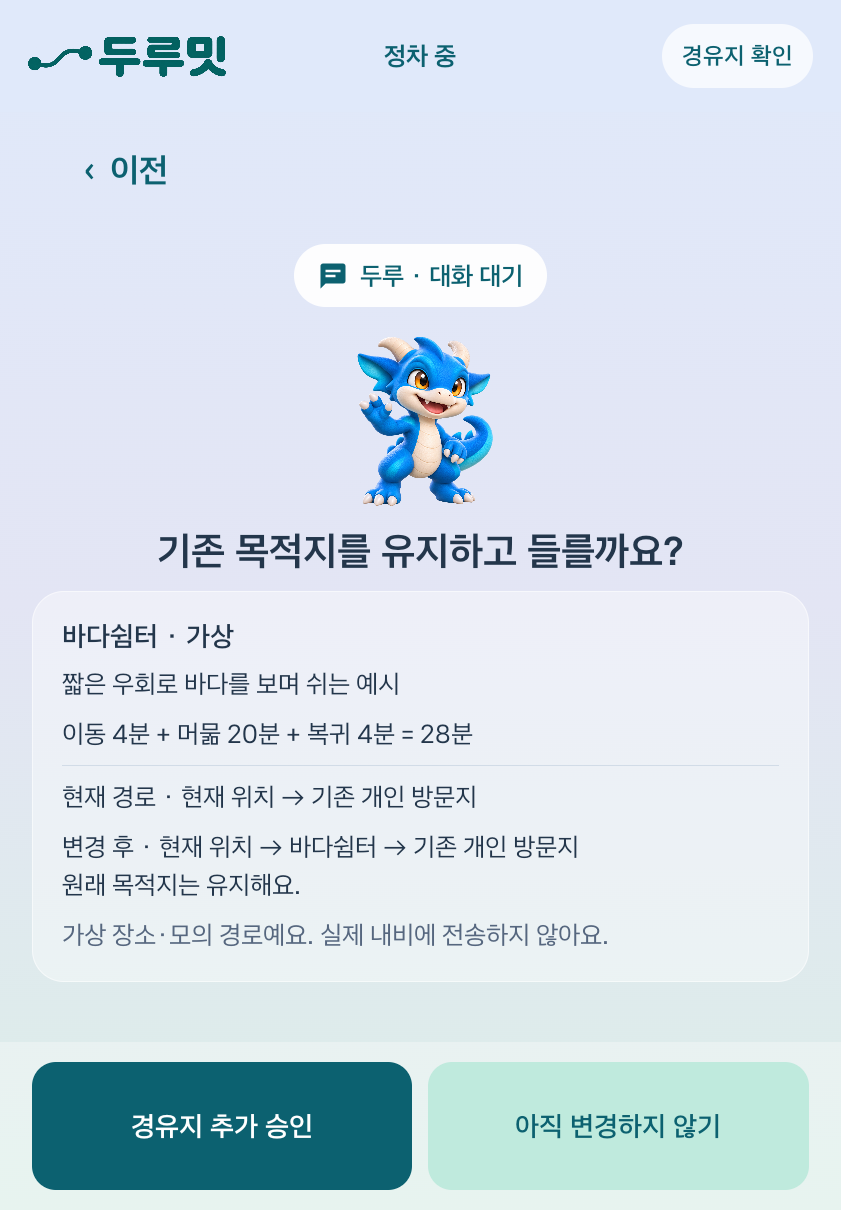 두루밋
정차 중
경유지 확인
‹ 이전
두루 · 대화 대기
기존 목적지를 유지하고 들를까요?
바다쉼터 · 가상
짧은 우회로 바다를 보며 쉬는 예시
이동 4분 + 머묾 20분 + 복귀 4분 = 28분
현재 경로 · 현재 위치 → 기존 개인 방문지
변경 후 · 현재 위치 → 바다쉼터 → 기존 개인 방문지
원래 목적지는 유지해요.
가상 장소·모의 경로예요. 실제 내비에 전송하지 않아요.
경유지 추가 승인
아직 변경하지 않기